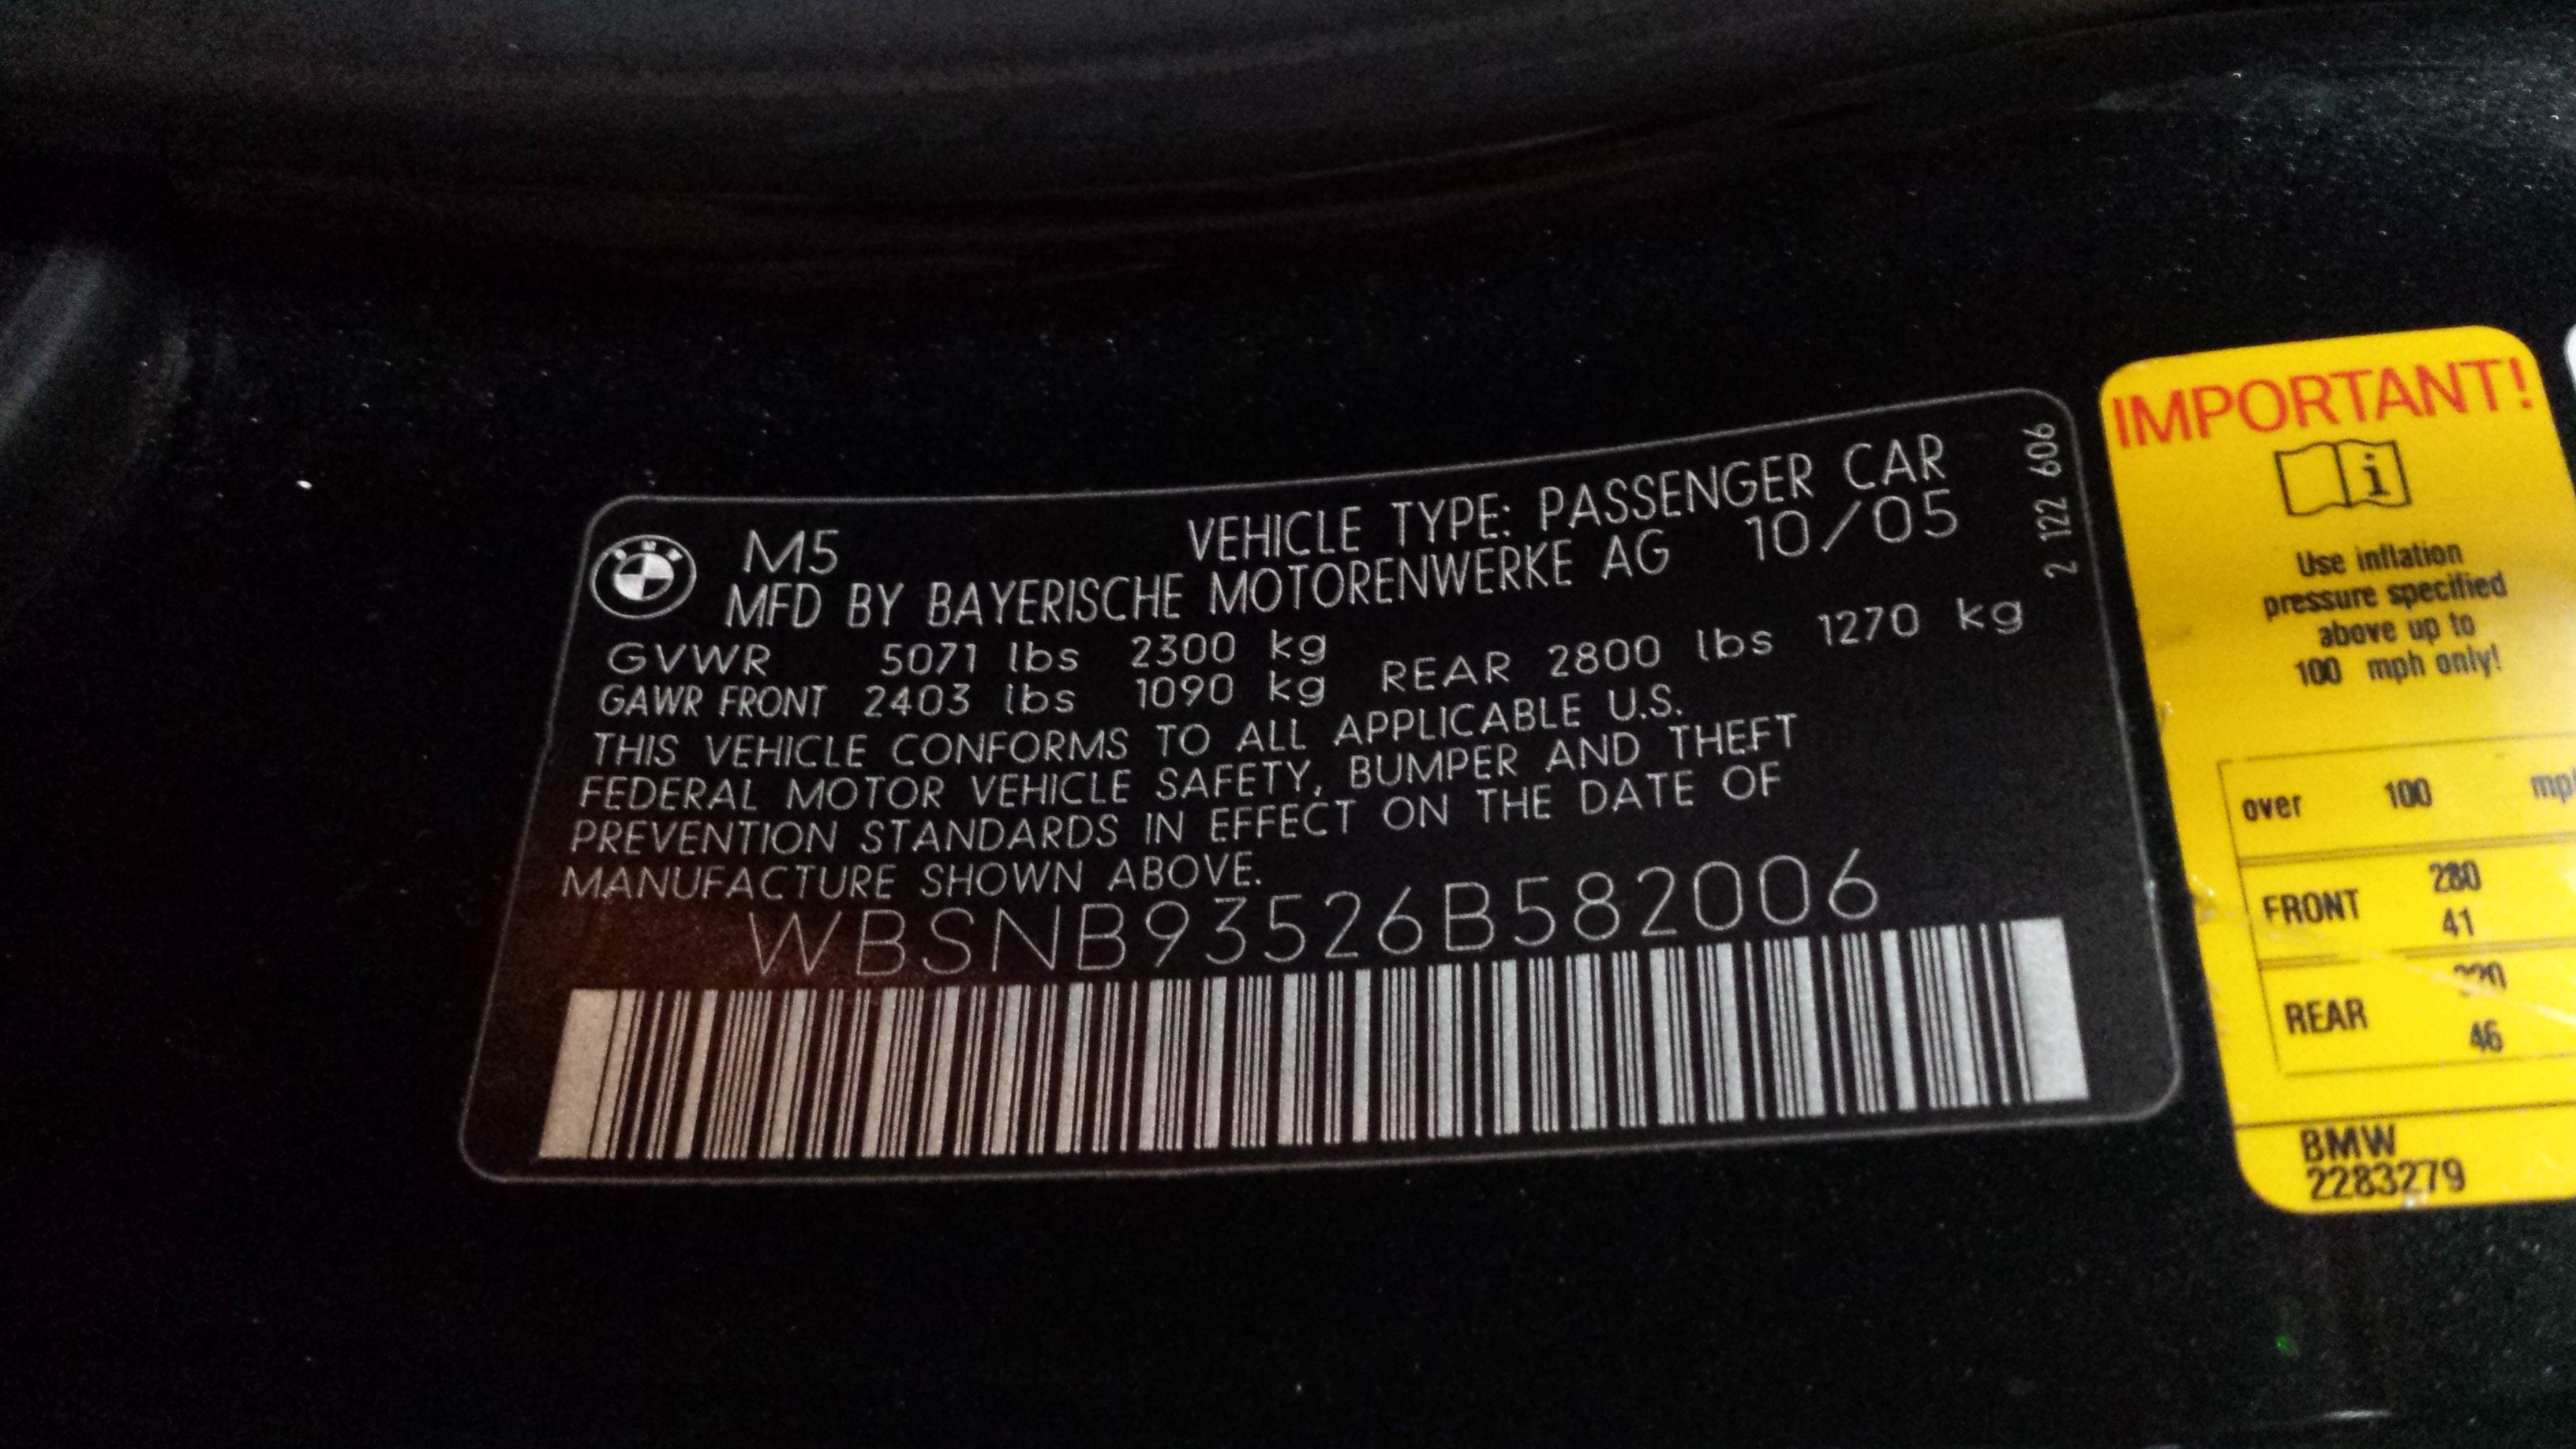 M5 VEHICLE TYPE: PASSENGER CAR
MFD BY BAYERISCHE MOTORENWERKE AG 10/05
GVWR 5071 lbs 2300 kg
GAWR FRONT 2403 lbs 1090 kg REAR 2800 lbs 1270 kg
THIS VEHICLE CONFORMS TO ALL APPLICABLE U.S.
FEDERAL MOTOR VEHICLE SAFETY, BUMPER AND THEFT
PREVENTION STANDARDS IN EFFECT ON THE DATE OF
MANUFACTURE SHOWN ABOVE.
WBSNB93526B582006
2 122 606
IMPORTANT!
i
Use inflation
pressure specified
above up to
100 mph only!
over 100
FRONT 280
41
REAR
46
BMW
2283279